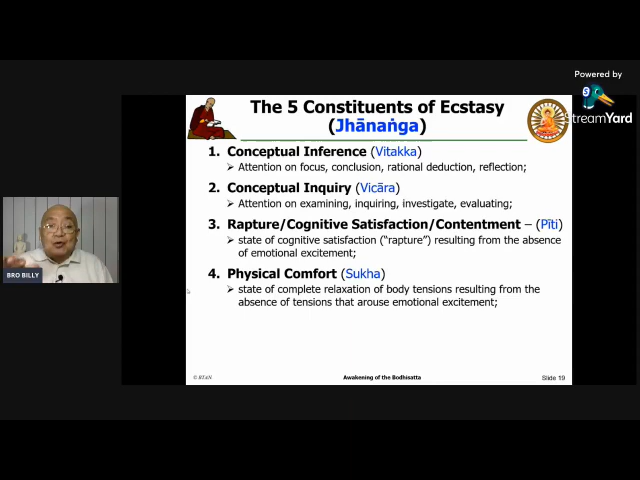 Powered by
S
StreamYard
The 5 Constituents of Ecstasy
(Jhānaṅga)
1. Conceptual Inference (Vitakka)
➢ Attention on focus, conclusion, rational deduction, reflection;
2. Conceptual Inquiry (Vicāra)
➢ Attention on examining, inquiring, investigate, evaluating;
3. Rapture/Cognitive Satisfaction/Contentment – (Pīti)
➢ state of cognitive satisfaction (“rapture”) resulting from the absence
of emotional excitement;
4. Physical Comfort (Sukha)
➢ state of complete relaxation of body tensions resulting from the
absence of tensions that arouse emotional excitement;
BRO BILLY
Awakening of the Bodhisatta
Slide 19